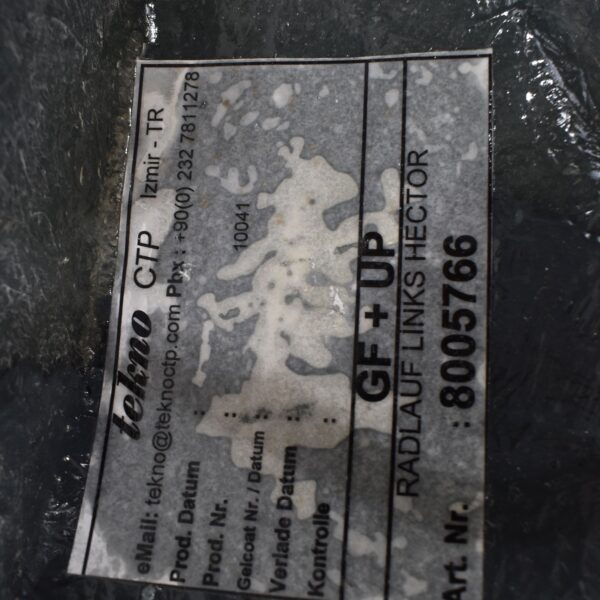 tekno CTP Izmir - TR
eMail: tekno@teknoctp.com Pbx : +90(0) 232 7811278
Prod. Datum :
Prod. Nr. : 10041
Gelcoat Nr. / Datum :
Verlade Datum :
Kontrolle :
GF + UP
RADLAUF LINKS HECTOR
Art. Nr. : 8005766